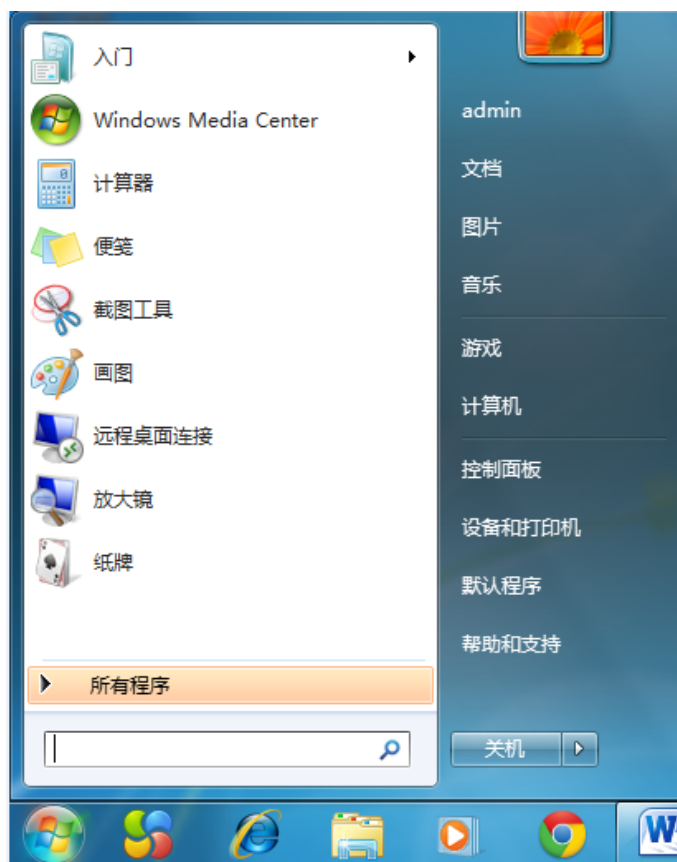 入门
Windows Media Center
计算器
便笺
截图工具
画图
远程桌面连接
放大镜
纸牌
所有程序
admin
文档
图片
音乐
游戏
计算机
控制面板
设备和打印机
默认程序
帮助和支持
关机
W